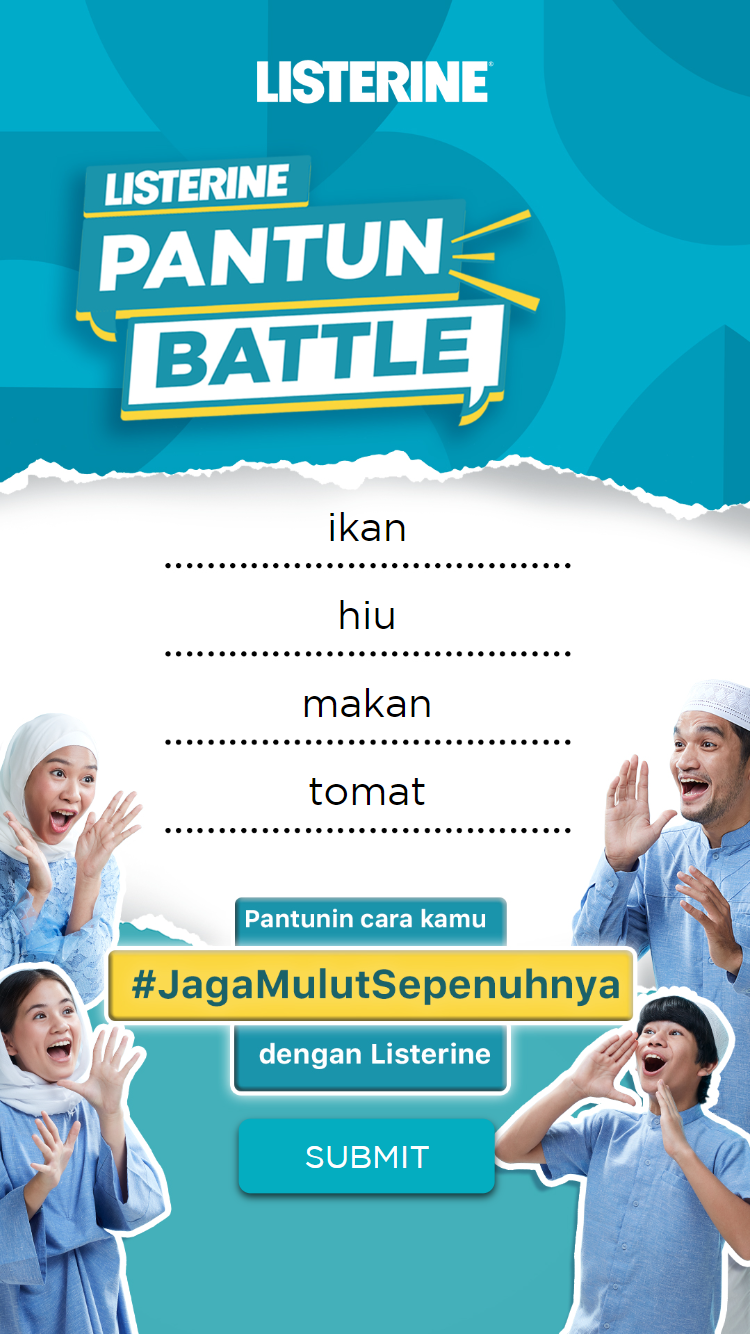 LISTERINE®
LISTERINE
PANTUN
BATTLE
ikan
hiu
makan
tomat
Pantunin cara kamu
#JagaMulutSepenuhnya
dengan Listerine
SUBMIT